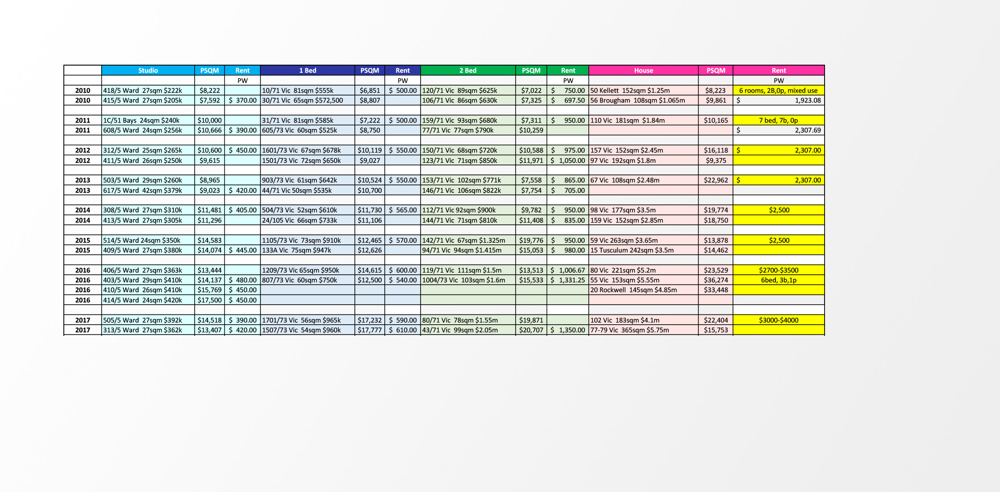 Studio PSQM Rent 1 Bed PSQM Rent 2 Bed PSQM Rent House PSQM Rent
PW PW PW PW
2010 418/5 Ward 27sqm $222k $8,222 10/71 Vic 81sqm $555k $6,851 $ 500.00 120/71 Vic 89sqm $625k $7,022 $ 750.00 50 Kellett 152sqm $1.25m $8,223 6 rooms, 2B,0p, mixed use
2010 415/5 Ward 27sqm $205k $7,592 $ 370.00 30/71 Vic 65sqm $572,500 $8,807 106/71 Vic 86sqm $630k $7,325 $ 697.50 56 Brougham 108sqm $1.065m $9,861 $ 1,923.08
2011 1C/51 Bays 24sqm $240k $10,000 31/71 Vic 81sqm $585k $7,222 $ 500.00 159/71 Vic 93sqm $680k $7,311 $ 950.00 110 Vic 181sqm $1.84m $10,165 7 bed, 7b, 0p
2011 608/5 Ward 24sqm $256k $10,666 $ 390.00 605/73 Vic 60sqm $525k $8,750 77/71 Vic 77sqm $790k $10,259 $ 2,307.69
2012 312/5 Ward 25sqm $265k $10,600 $ 450.00 1601/73 Vic 67sqm $678k $10,119 $ 550.00 150/71 Vic 68sqm $720k $10,588 $ 975.00 157 Vic 152sqm $2.45m $16,118 $ 2,307.00
2012 411/5 Ward 26sqm $250k $9,615 1501/73 Vic 72sqm $650k $9,027 123/71 Vic 71sqm $850k $11,971 $ 1,050.00 97 Vic 192sqm $1.8m $9,375
2013 503/5 Ward 29sqm $260k $8,965 903/73 Vic 61sqm $642k $10,524 $ 550.00 153/71 Vic 102sqm $771k $7,558 $ 865.00 67 Vic 108sqm $2.48m $22,962 $ 2,307.00
2013 617/5 Ward 42sqm $379k $9,023 $ 420.00 44/71 Vic 50sqm $535k $10,700 146/71 Vic 106sqm $822k $7,754 $ 705.00
2014 308/5 Ward 27sqm $310k $11,481 $ 405.00 504/73 Vic 52sqm $610k $11,730 $ 565.00 112/71 Vic 92sqm $900k $9,782 $ 950.00 98 Vic 177sqm $3.5m $19,774 $2,500
2014 413/5 Ward 27sqm $305k $11,296 24/105 Vic 66sqm $733k $11,106 144/71 Vic 71sqm $810k $11,408 $ 835.00 159 Vic 152sqm $2.85m $18,750
2015 514/5 Ward 24sqm $350k $14,583 1105/73 Vic 73sqm $910k $12,465 $ 570.00 142/71 Vic 67sqm $1.325m $19,776 $ 950.00 59 Vic 263sqm $3.65m $13,878 $2,500
2015 409/5 Ward 27sqm $380k $14,074 $ 445.00 133A Vic 75sqm $947k $12,626 94/71 Vic 94sqm $1.415m $15,053 $ 980.00 15 Tusculum 242sqm $3.5m $14,462
2016 406/5 Ward 27sqm $363k $13,444 1209/73 Vic 65sqm $950k $14,615 $ 600.00 119/71 Vic 111sqm $1.5m $13,513 $ 1,006.67 80 Vic 221sqm $5.2m $23,529 $2700-$3500
2016 403/5 Ward 29sqm $410k $14,137 $ 480.00 807/73 Vic 60sqm $750k $12,500 $ 540.00 1004/73 Vic 103sqm $1.6m $15,533 $ 1,331.25 55 Vic 153sqm $5.55m $36,274 6bed, 3b,1p
2016 410/5 Ward 26sqm $410k $15,769 $ 450.00 20 Rockwell 145sqm $4.85m $33,448
2016 414/5 Ward 24sqm $420k $17,500 $ 450.00
2017 505/5 Ward 27sqm $392k $14,518 $ 390.00 1701/73 Vic 56sqm $965k $17,232 $ 590.00 80/71 Vic 78sqm $1.55m $19,871 102 Vic 183sqm $4.1m $22,404 $3000-$4000
2017 313/5 Ward 27sqm $362k $13,407 $ 420.00 1507/73 Vic 54sqm $960k $17,777 $ 610.00 43/71 Vic 99sqm $2.05m $20,707 $ 1,350.00 77-79 Vic 365sqm $5.75m $15,753